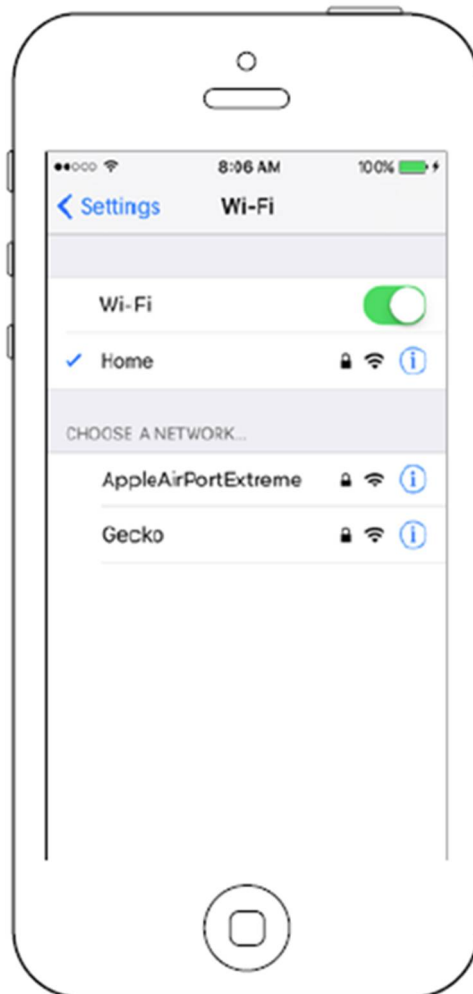 8:06 AM 100%
Settings Wi-Fi
Wi-Fi
Home
CHOOSE A NETWORK...
AppleAirPortExtreme
Gecko